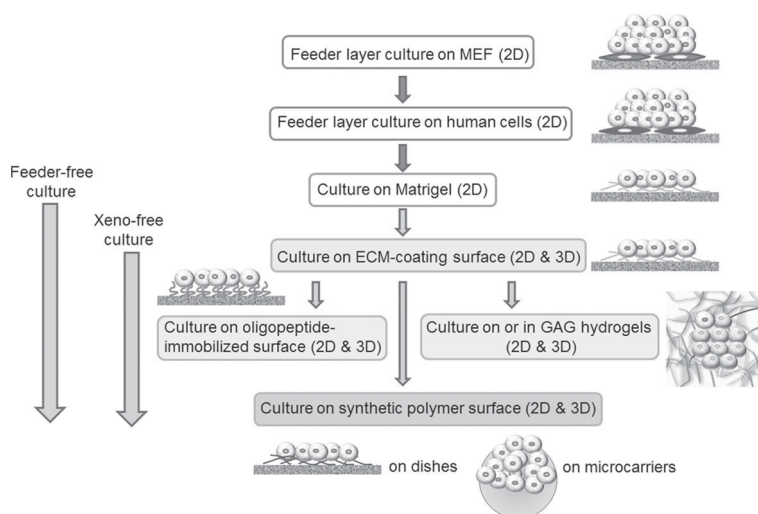 Feeder layer culture on MEF (2D)
Feeder layer culture on human cells (2D)
Feeder-free
culture
Culture on Matrigel (2D)
Xeno-free
culture
Culture on ECM-coating surface (2D & 3D)
Culture on oligopeptide-
immobilized surface (2D & 3D)
Culture on or in GAG hydrogels
(2D & 3D)
Culture on synthetic polymer surface (2D & 3D)
on dishes
on microcarriers